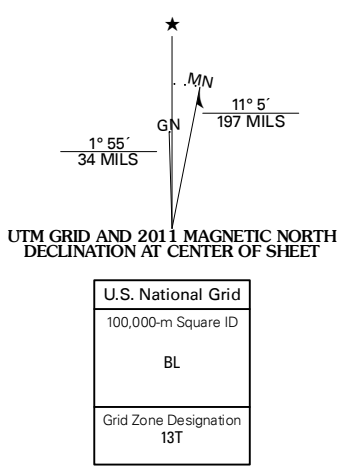 ★
MN
GN
11° 5´
197 MILS
1° 55´
34 MILS
UTM GRID AND 2011 MAGNETIC NORTH
DECLINATION AT CENTER OF SHEET
U.S. National Grid
100,000-m Square ID
BL
Grid Zone Designation
13T